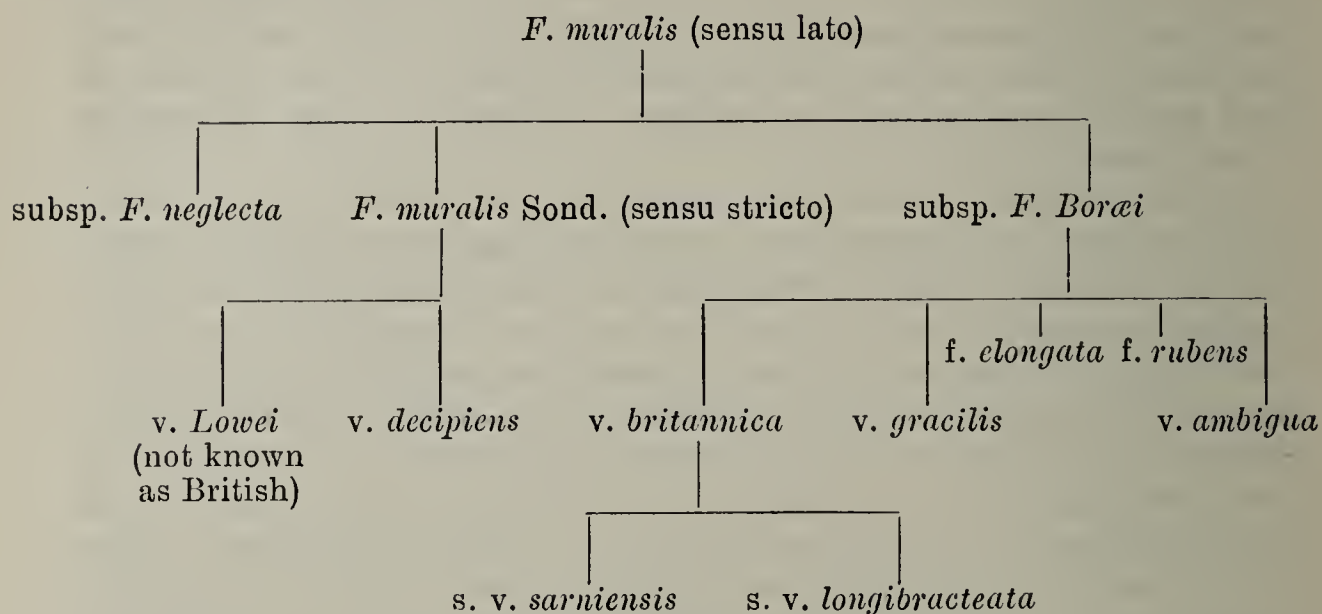 F. muralis (sensu lato)
subsp. F. neglecta F. muralis Sond. (sensu stricto) subsp. F. Boræi
f. elongata f. rubens
v. Lowei v. decipiens v. britannica v. gracilis v. ambigua
(not known
as British)
s. v. sarniensis s. v. longibracteata